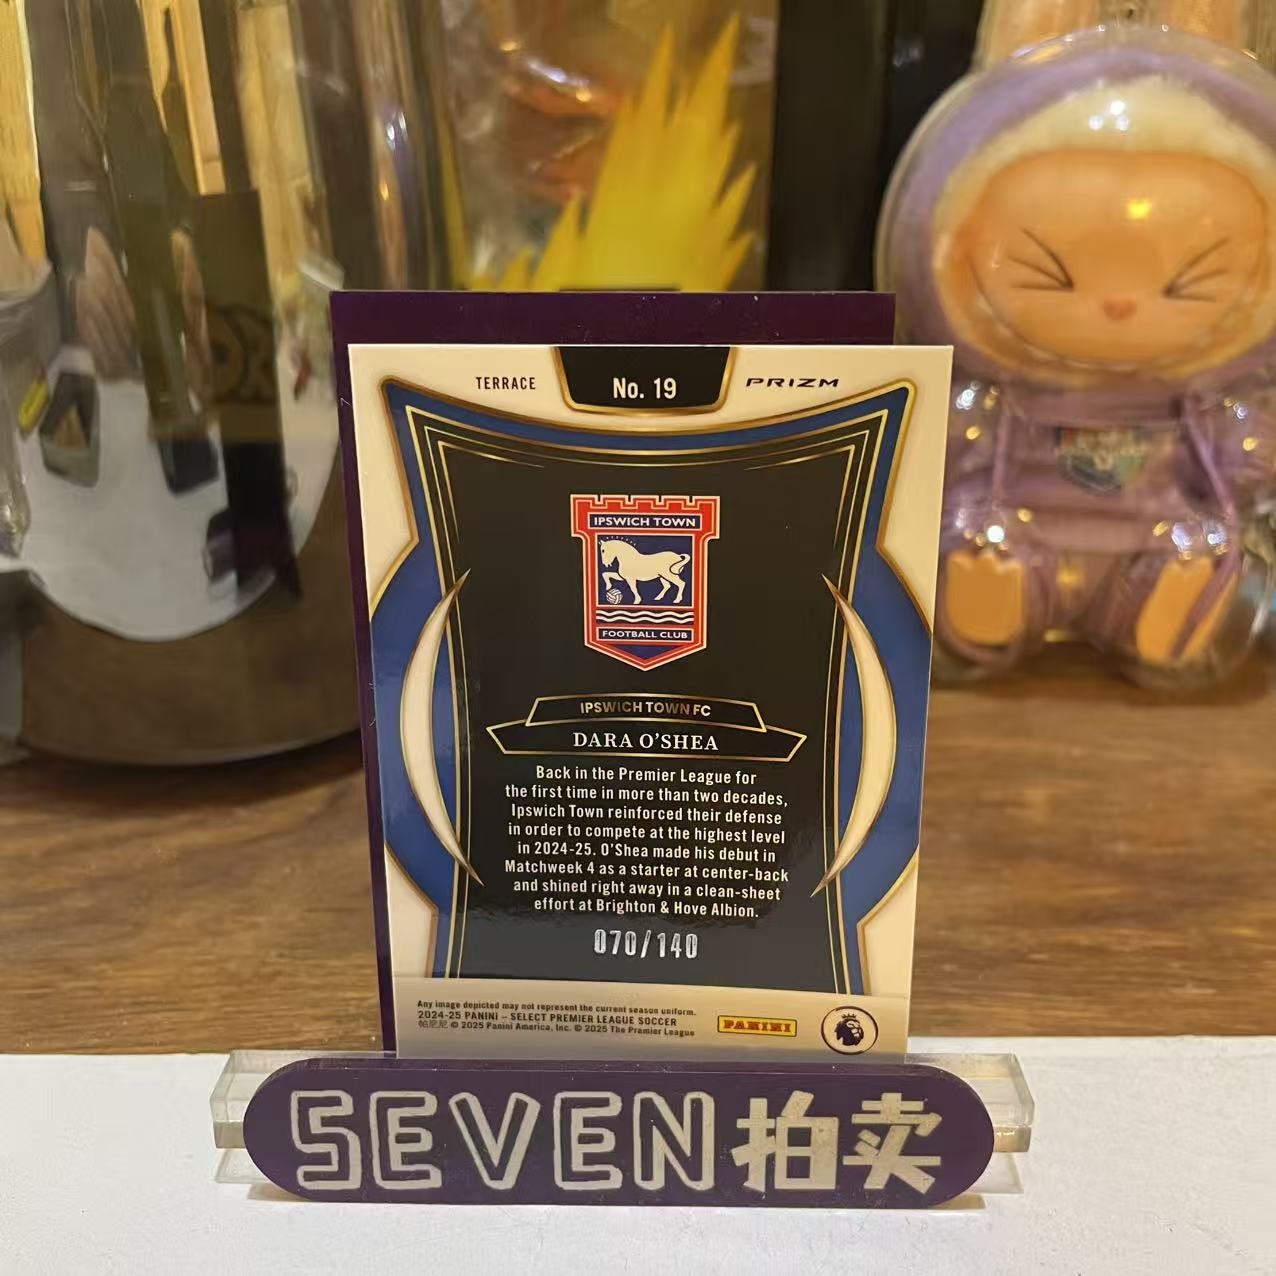 TERRACE
No. 19
PRIZM
IPSWICH TOWN
FOOTBALL CLUB
IPSWICH TOWN FC
DARA O'SHEA
Back in the Premier League for
the first time in more than two decades,
Ipswich Town reinforced their defense
in order to compete at the highest level
in 2024-25. O'Shea made his debut in
Matchweek 4 as a starter at center-back
and shined right away in a clean-sheet
effort at Brighton & Hove Albion.
070/140
Any image depicted may not represent the current season uniform.
2024-25 PANINI – SELECT PREMIER LEAGUE SOCCER
帕尼尼 © 2025 Panini America, Inc. © 2025 The Premier League
PANINI
SEVEN拍卖